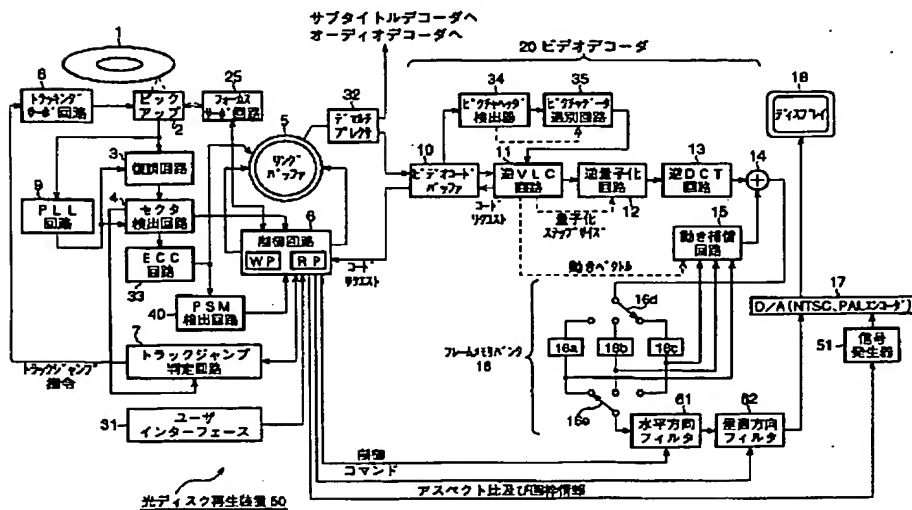 サブタイトルデコーダへ
オーディオデコーダへ
20 ビデオデコーダ
1
8
トラッキング
サーボ回路
ピック
アップ
2
25
フォーカス
サーボ回路
5
リング
バッファ
32
デマルチ
プレクサ
34
ピクチャヘッダ
検出器
35
ピクチャデータ
選別回路
18
ディスプレイ
3
復調回路
9
PLL
回路
4
セクタ
検出回路
ECC
回路
33
6
制御回路
WP
RP
コード
リクエスト
10
ビデオコード
バッファ
11
逆VLC
回路
コード
リクエスト
逆量子化
回路
12
量子化
ステップサイズ
13
逆DCT
回路
14
15
動き補償
回路
動きベクトル
PSM
検出回路
40
7
トラックジャンプ
判定回路
トラックジャンプ
指令
31
ユーザ
インターフェース
フレームメモリバンク
16
16d
16a
16b
16c
16e
17
D/A(NTSC、PALエンコーダ)
51
信号
発生器
61
水平方向
フィルタ
62
垂直方向
フィルタ
制御
コマンド
アスペクト比及び画枠情報
光ディスク再生装置 50